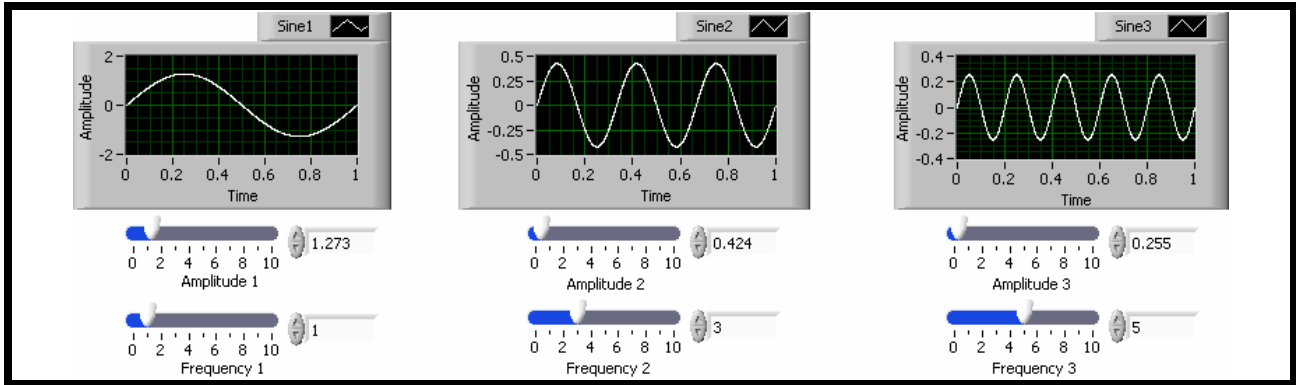 Sine1
Amplitude
2
0
-2
0 0.2 0.4 0.6 0.8 1
Time
1.273
0 2 4 6 8 10
Amplitude 1
1
0 2 4 6 8 10
Frequency 1
Sine2
Amplitude
0.5
0.25
0
-0.25
-0.5
0 0.2 0.4 0.6 0.8 1
Time
0.424
0 2 4 6 8 10
Amplitude 2
3
0 2 4 6 8 10
Frequency 2
Sine3
Amplitude
0.4
0.2
0
-0.2
-0.4
0 0.2 0.4 0.6 0.8 1
Time
0.255
0 2 4 6 8 10
Amplitude 3
5
0 2 4 6 8 10
Frequency 3